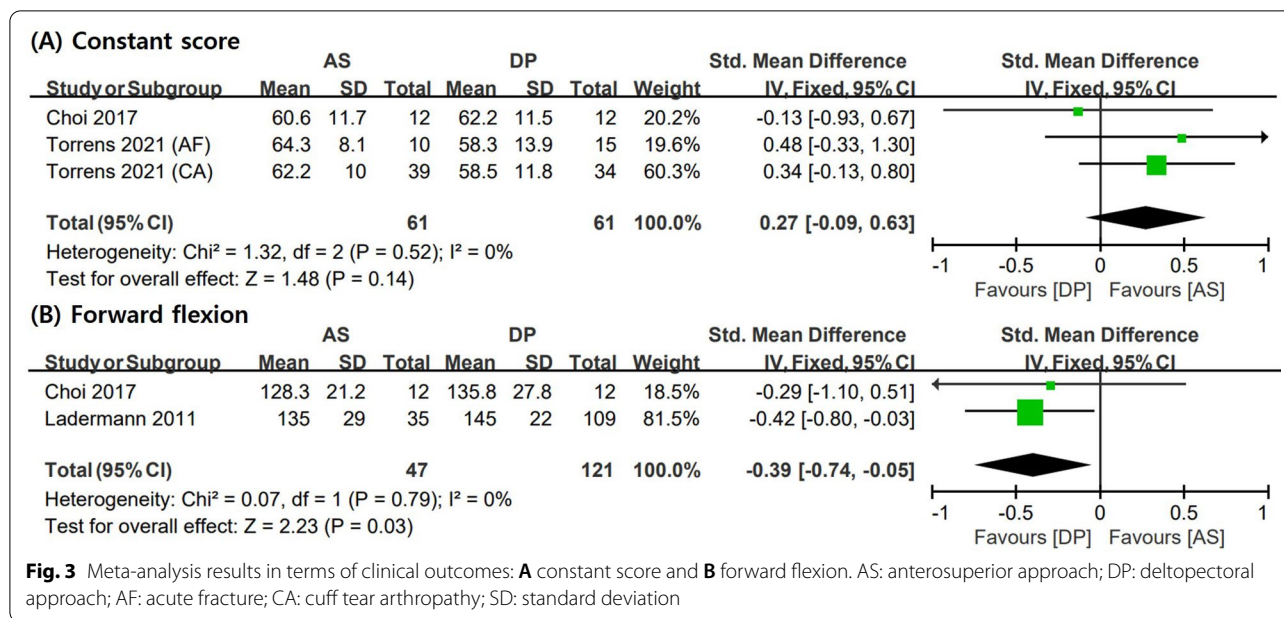 (A) Constant score
AS DP Std. Mean Difference Std. Mean Difference
Study or Subgroup Mean SD Total Mean SD Total Weight IV, Fixed, 95% CI IV, Fixed, 95% CI
Choi 2017 60.6 11.7 12 62.2 11.5 12 20.2% -0.13 [-0.93, 0.67]
Torrens 2021 (AF) 64.3 8.1 10 58.3 13.9 15 19.6% 0.48 [-0.33, 1.30]
Torrens 2021 (CA) 62.2 10 39 58.5 11.8 34 60.3% 0.34 [-0.13, 0.80]
Total (95% CI) 61 61 100.0% 0.27 [-0.09, 0.63]
Heterogeneity: Chi² = 1.32, df = 2 (P = 0.52); I² = 0%
Test for overall effect: Z = 1.48 (P = 0.14)
-1 -0.5 0 0.5 1
Favours [DP] Favours [AS]
(B) Forward flexion
AS DP Std. Mean Difference Std. Mean Difference
Study or Subgroup Mean SD Total Mean SD Total Weight IV, Fixed, 95% CI IV, Fixed, 95% CI
Choi 2017 128.3 21.2 12 135.8 27.8 12 18.5% -0.29 [-1.10, 0.51]
Ladermann 2011 135 29 35 145 22 109 81.5% -0.42 [-0.80, -0.03]
Total (95% CI) 47 121 100.0% -0.39 [-0.74, -0.05]
Heterogeneity: Chi² = 0.07, df = 1 (P = 0.79); I² = 0%
Test for overall effect: Z = 2.23 (P = 0.03)
-1 -0.5 0 0.5 1
Favours [DP] Favours [AS]
Fig. 3 Meta-analysis results in terms of clinical outcomes: A constant score and B forward flexion. AS: anterosuperior approach; DP: deltopectoral
approach; AF: acute fracture; CA: cuff tear arthropathy; SD: standard deviation